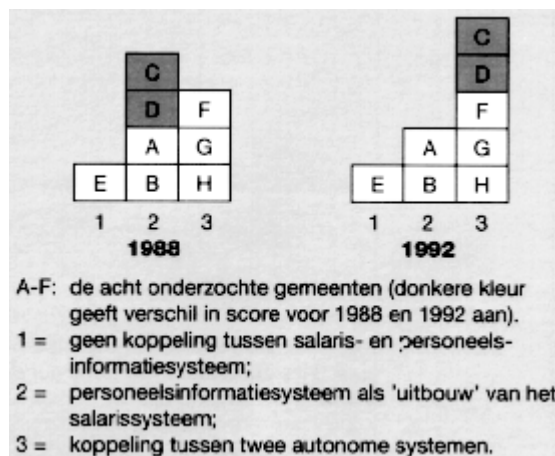 C
C D
D F F
A G A G
E B H E B H
1 2 3 1 2 3
1988 1992
A-F: de acht onderzochte gemeenten (donkere kleur
geeft verschil in score voor 1988 en 1992 aan).
1 = geen koppeling tussen salaris- en personeels-
informatiesysteem;
2 = personeelsinformatiesysteem als 'uitbouw' van het
salarissysteem;
3 = koppeling tussen twee autonome systemen.